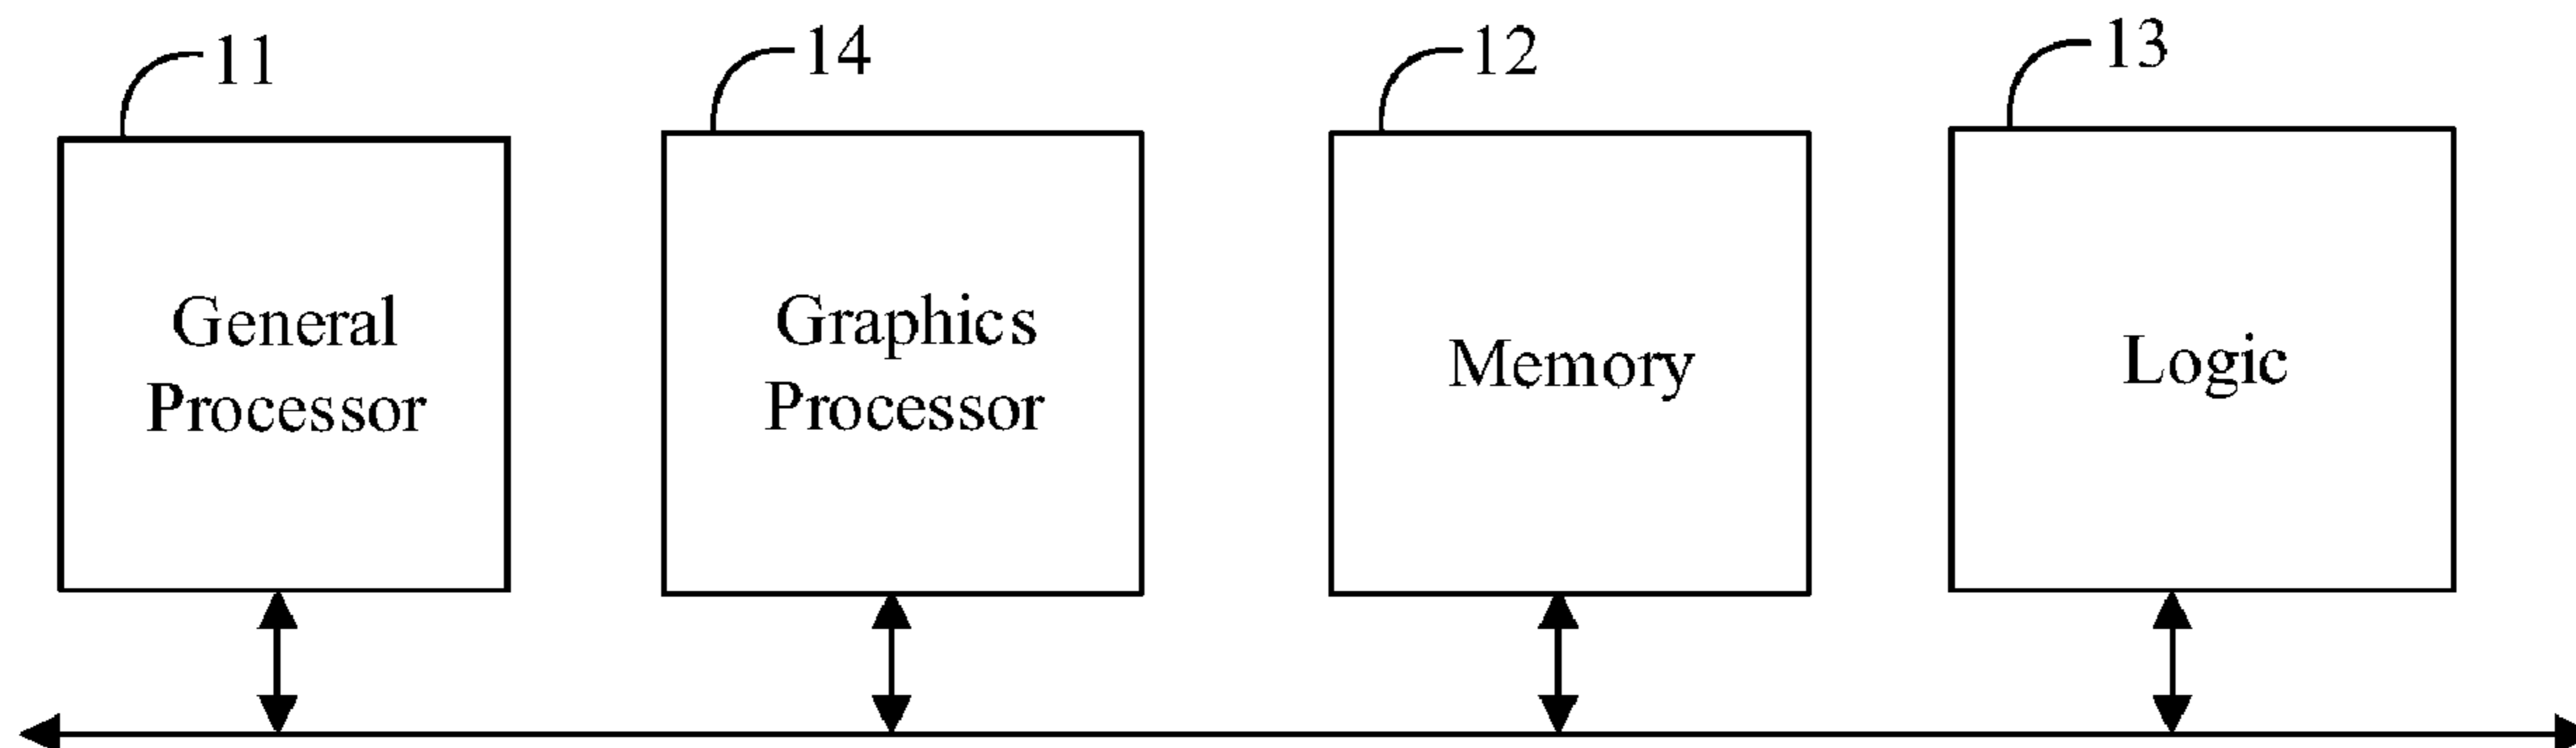 11
14
12
13
General
Processor
Graphics
Processor
Memory
Logic